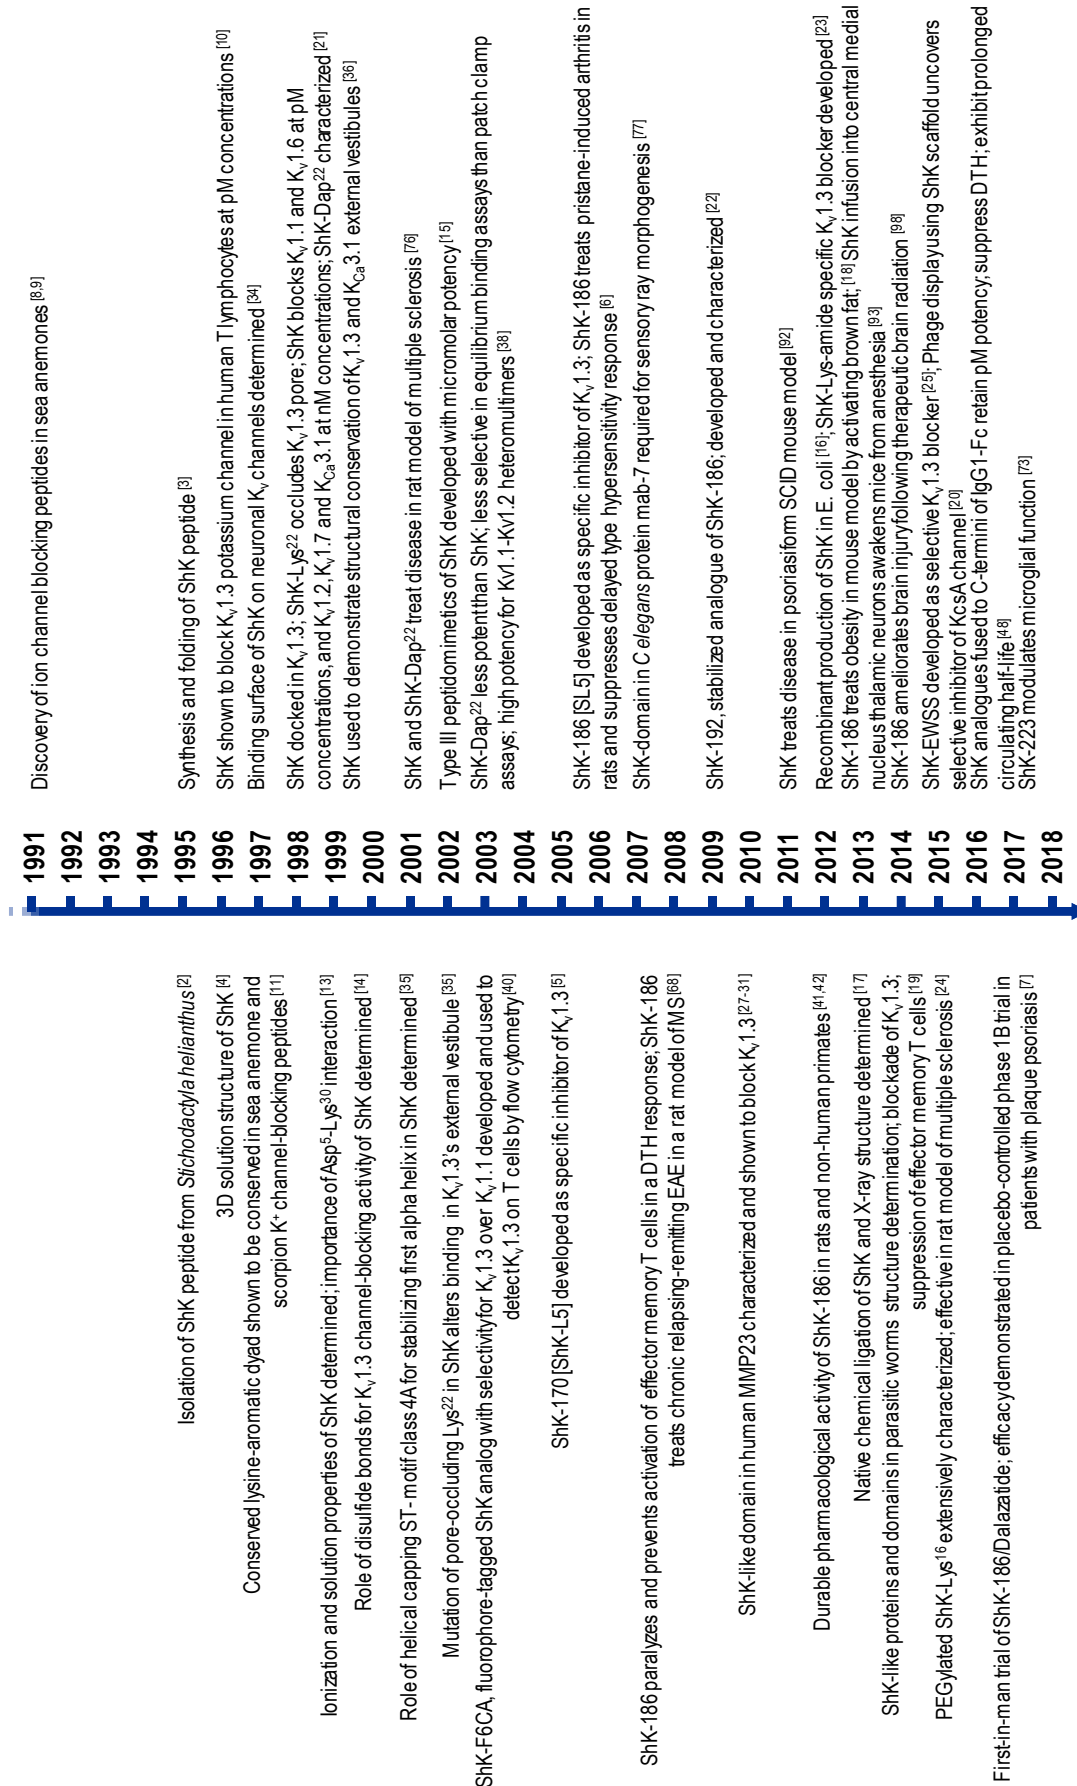 Discovery of ion channel blocking peptides in sea anemones [8,9]
Synthesis and folding of ShK peptide [3]
ShK shown to block Kv1.3 potassium channel in human T lymphocytes at pM concentrations [10]
Binding surface of ShK on neuronal Kv channels determined [34]
ShK docked in Kv1.3; ShK-Lys22 occludes Kv1.3 pore; ShK blocks Kv1.1 and Kv1.6 at pM
concentrations, and Kv1.2, Kv1.7 and KCa3.1 at nM concentrations; ShK-Dap22 characterized [21]
ShK used to demonstrate structural conservation of Kv1.3 and KCa3.1 external vestibules [36]
ShK and ShK-Dap22 treat disease in rat model of multiple sclerosis [76]
Type III peptidomimetics of ShK developed with micromolar potency [15]
ShK-Dap22 less potent than ShK; less selective in equilibrium binding assays than patch clamp
assays; high potency for Kv1.1-Kv1.2 heteromultimers [38]
ShK-186 [SL5] developed as specific inhibitor of Kv1.3; ShK-186 treats pristane-induced arthritis in
rats and suppresses delayed type hypersensitivity response [6]
ShK-domain in C elegans protein mab-7 required for sensory ray morphogenesis [77]
ShK-192, stabilized analogue of ShK-186; developed and characterized [22]
ShK treats disease in psoriasiform SCID mouse model [92]
Recombinant production of ShK in E. coli [16]; ShK-Lys-amide specific Kv1.3 blocker developed [23]
ShK-186 treats obesity in mouse model by activating brown fat; [18] ShK infusion into central medial
nucleus thalamic neurons awakens mice from anesthesia [93]
ShK-186 ameliorates brain injury following therapeutic brain radiation [98]
ShK-EWSS developed as selective Kv1.3 blocker [25]; Phage display using ShK scaffold uncovers
selective inhibitor of KcsA channel [20]
ShK analogues fused to C-termini of IgG1-Fc retain pM potency; suppress DTH; exhibit prolonged
circulating half-life [48]
ShK-223 modulates microglial function [73]
1991
1992
1993
1994
1995
1996
1997
1998
1999
2000
2001
2002
2003
2004
2005
2006
2007
2008
2009
2010
2011
2012
2013
2014
2015
2016
2017
2018
Isolation of ShK peptide from Stichodactyla helianthus [2]
3D solution structure of ShK [4]
Conserved lysine-aromatic dyad shown to be conserved in sea anemone and
scorpion K+ channel-blocking peptides [11]
Ionization and solution properties of ShK determined; importance of Asp5-Lys30 interaction [13]
Role of disulfide bonds for Kv1.3 channel-blocking activity of ShK determined [14]
Role of helical capping ST- motif class 4A for stabilizing first alpha helix in ShK determined [35]
Mutation of pore-occluding Lys22 in ShK alters binding in Kv1.3's external vestibule [35]
ShK-F6CA, fluorophore-tagged ShK analog with selectivity for Kv1.3 over Kv1.1 developed and used to
detect Kv1.3 on T cells by flow cytometry [40]
ShK-170 [ShK-L5] developed as specific inhibitor of Kv1.3 [5]
ShK-186 paralyzes and prevents activation of effector memory T cells in a DTH response; ShK-186
treats chronic relapsing-remitting EAE in a rat model of MS [68]
ShK-like domain in human MMP23 characterized and shown to block Kv1.3 [27-31]
Durable pharmacological activity of ShK-186 in rats and non-human primates [41,42]
Native chemical ligation of ShK and X-ray structure determined [17]
ShK-like proteins and domains in parasitic worms structure determination; blockade of Kv1.3;
suppression of effector memory T cells [19]
PEGylated ShK-Lys16 extensively characterized; effective in rat model of multiple sclerosis [24]
First-in-man trial of ShK-186/Dalazatide; efficacy demonstrated in placebo-controlled phase 1B trial in
patients with plaque psoriasis [7]